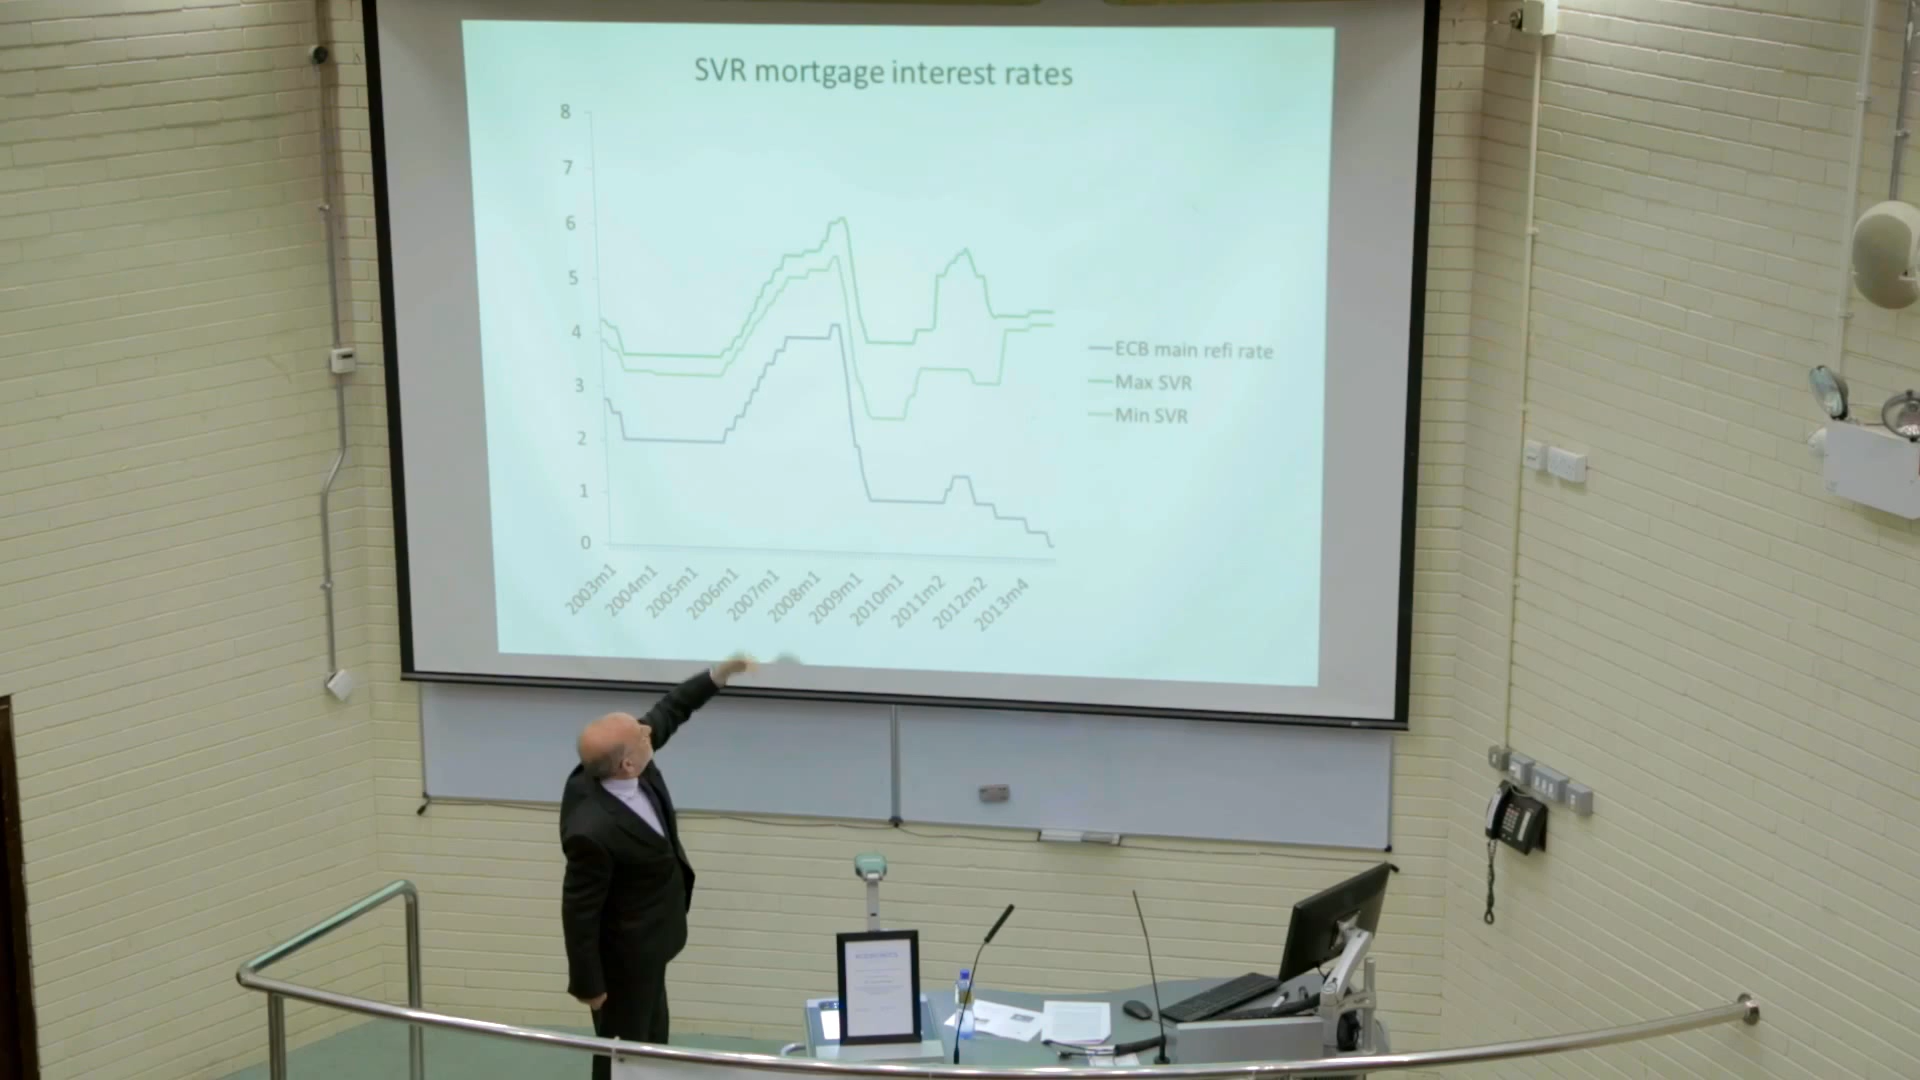 SVR mortgage interest rates
8
7
6
5
4
3
2
1
0
ECB main refi rate
Max SVR
Min SVR
2003m1
2004m1
2005m1
2006m1
2007m1
2008m1
2009m1
2010m1
2011m2
2012m2
2013m4